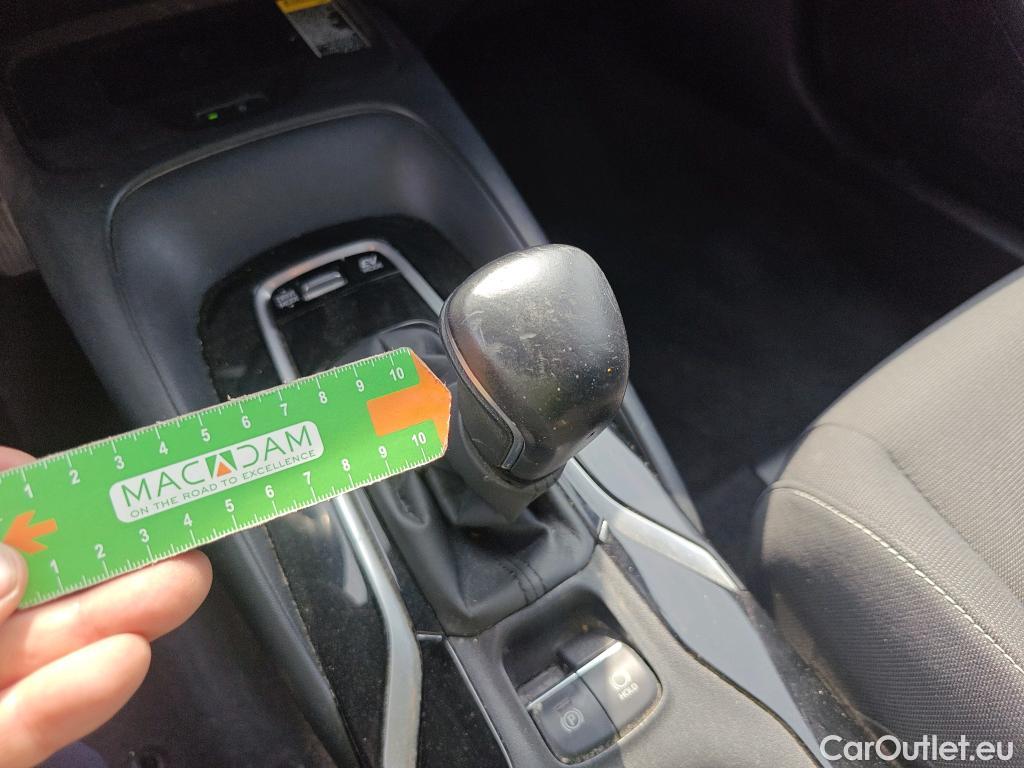 EV
1 2 3 4 5 6 7 8 9 10
MACADAM
ON THE ROAD TO EXCELLENCE
1 2 3 4 5 6 7 8 9 10
HOLD
P
CarOutlet.eu